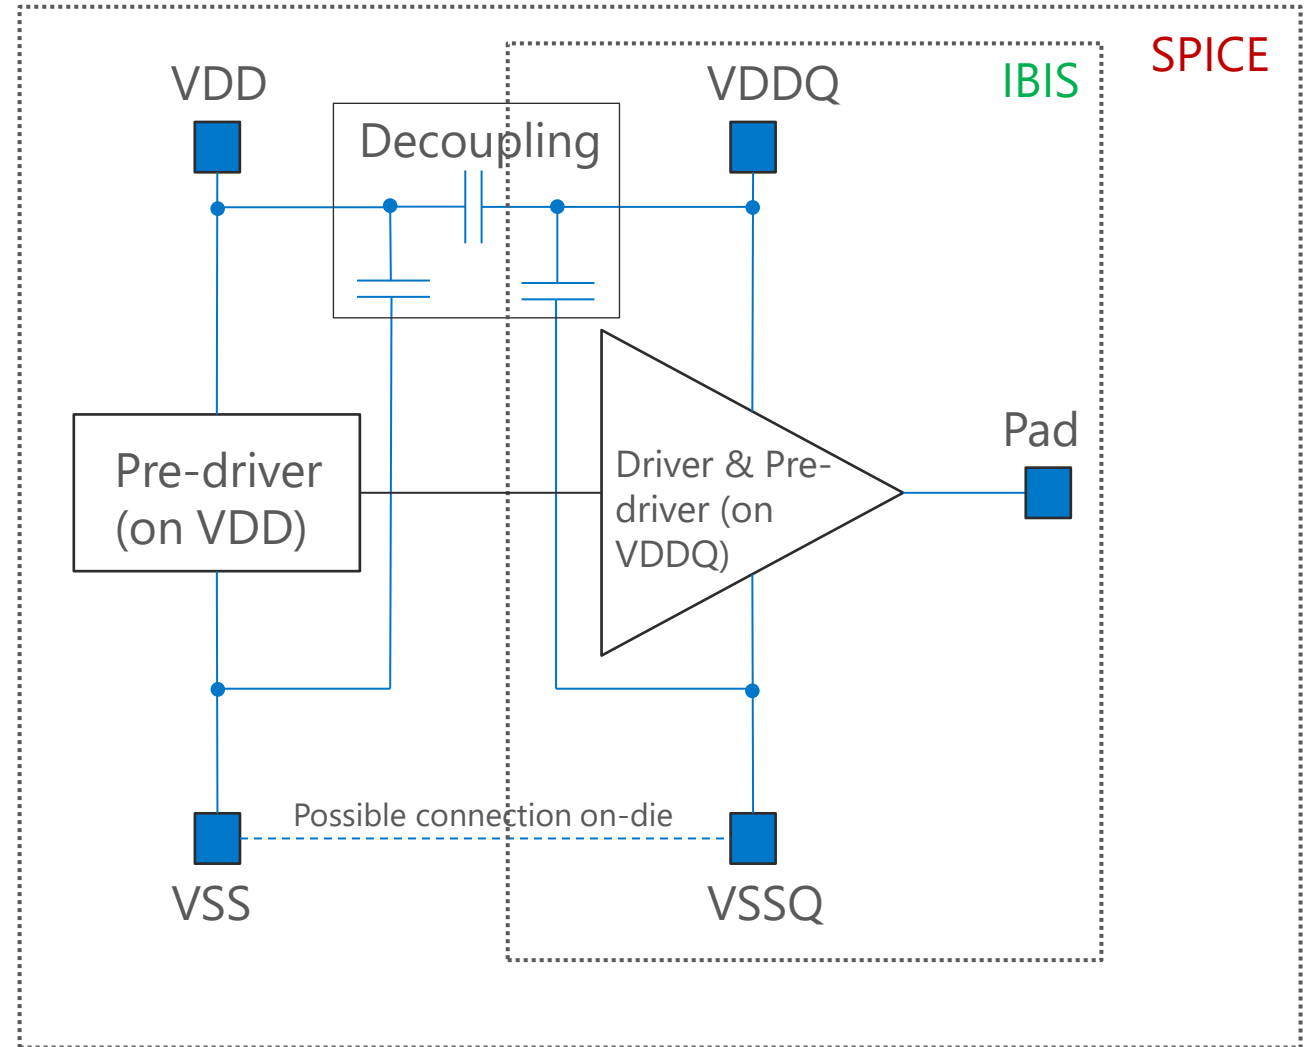 SPICE
IBIS
VDD
VDDQ
Decoupling
Pre-driver
(on VDD)
Driver & Pre-
driver (on
VDDQ)
Pad
Possible connection on-die
VSS
VSSQ